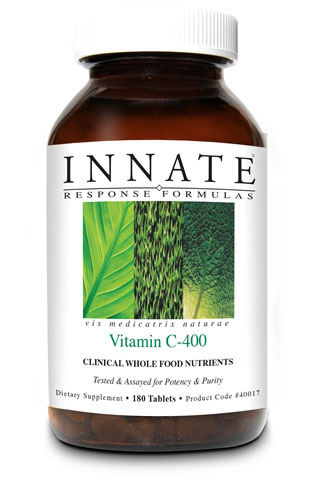 INNATE®
RESPONSE FORMULAS
vis medicatrix naturae
Vitamin C-400
CLINICAL WHOLE FOOD NUTRIENTS
Tested & Assayed for Potency & Purity
Dietary Supplement • 180 Tablets • Product Code #40017